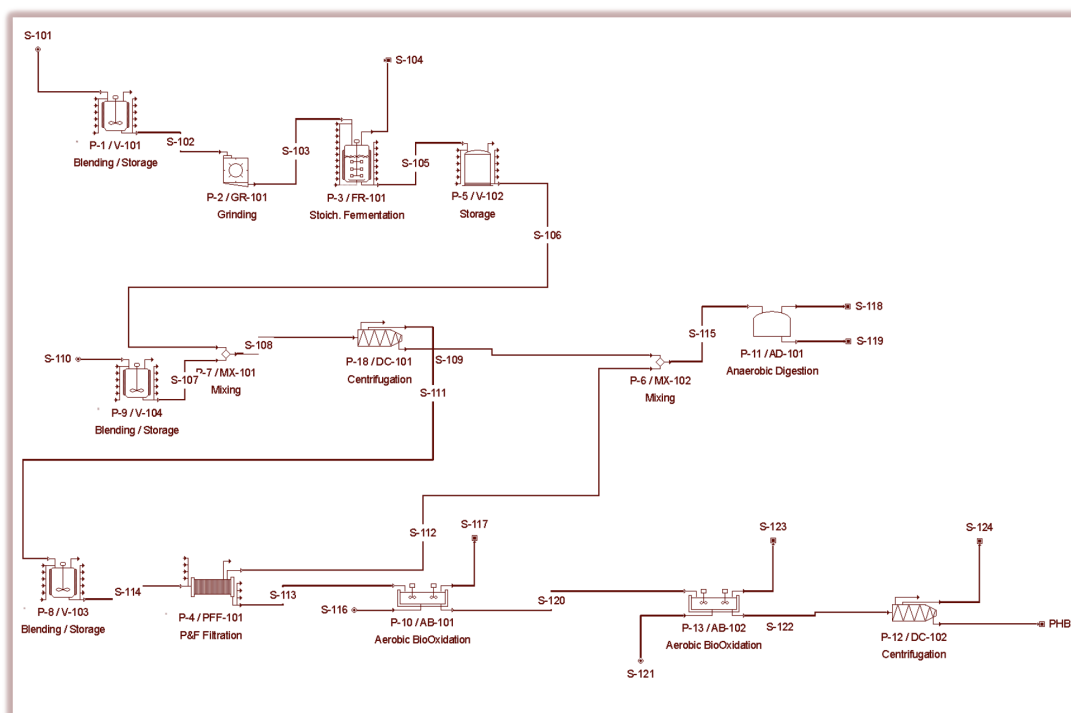 S-101
S-104
P-1 / V-101
Blending / Storage
S-102
P-2 / GR-101
Grinding
S-103
P-3 / FR-101
Stoich. Fermentation
S-105
P-5 / V-102
Storage
S-106
S-110
P-9 / V-104
Blending / Storage
S-107
P-7 / MX-101
Mixing
S-108
P-18 / DC-101
Centrifugation
S-109
S-111
P-6 / MX-102
Mixing
S-115
P-11 / AD-101
Anaerobic Digestion
S-118
S-119
P-8 / V-103
Blending / Storage
S-114
P-4 / PFF-101
P&F Filtration
S-112
S-113
S-116
S-117
P-10 / AB-101
Aerobic BioOxidation
S-120
S-121
P-13 / AB-102
Aerobic BioOxidation
S-123
S-122
P-12 / DC-102
Centrifugation
S-124
PHB